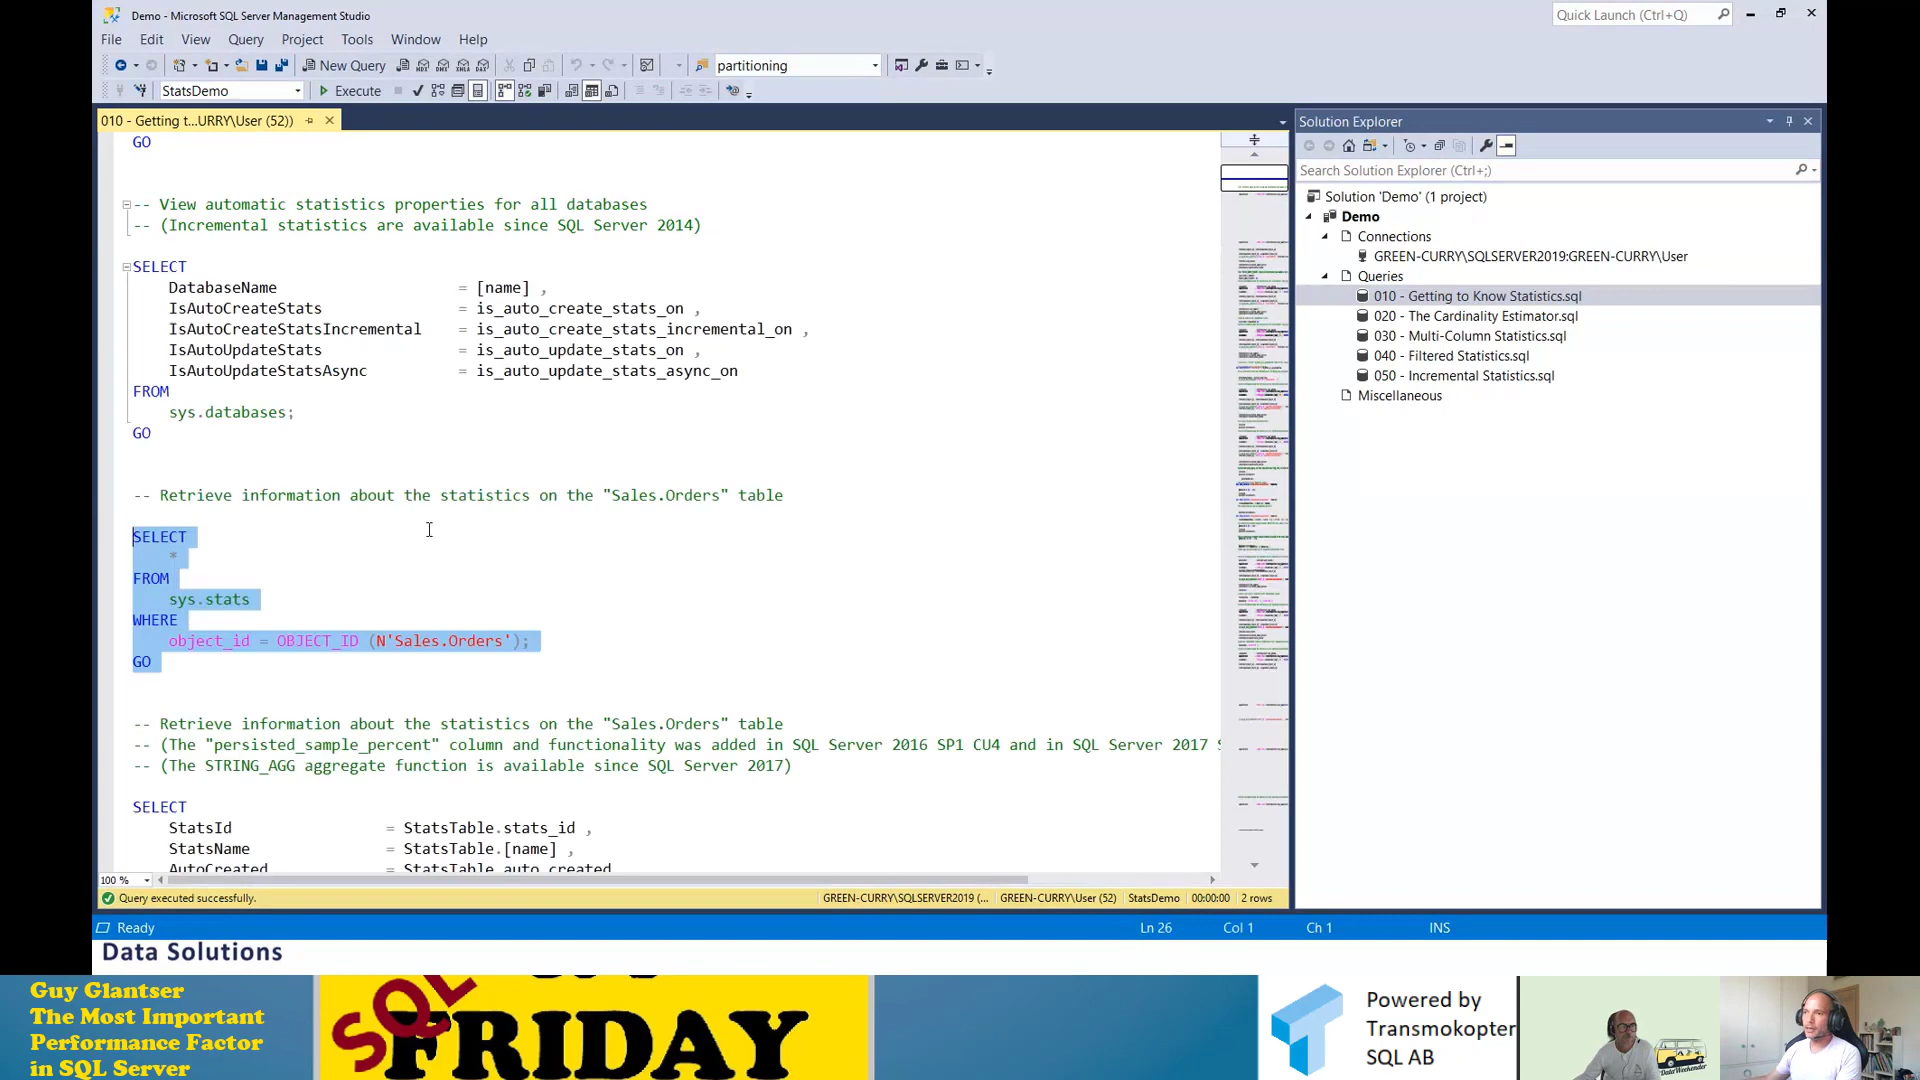 Demo - Microsoft SQL Server Management Studio
Quick Launch (Ctrl+Q)
File Edit View Query Project Tools Window Help
New Query
partitioning
StatsDemo
Execute
010 - Getting t...URRY\User (52))
GO
-- View automatic statistics properties for all databases
-- (Incremental statistics are available since SQL Server 2014)
SELECT
DatabaseName = [name] ,
IsAutoCreateStats = is_auto_create_stats_on ,
IsAutoCreateStatsIncremental = is_auto_create_stats_incremental_on ,
IsAutoUpdateStats = is_auto_update_stats_on ,
IsAutoUpdateStatsAsync = is_auto_update_stats_async_on
FROM
sys.databases;
GO
-- Retrieve information about the statistics on the "Sales.Orders" table
SELECT
*
FROM
sys.stats
WHERE
object_id = OBJECT_ID (N'Sales.Orders');
GO
-- Retrieve information about the statistics on the "Sales.Orders" table
-- (The "persisted_sample_percent" column and functionality was added in SQL Server 2016 SP1 CU4 and in SQL Server 2017 S
-- (The STRING_AGG aggregate function is available since SQL Server 2017)
SELECT
StatsId = StatsTable.stats_id ,
StatsName = StatsTable.[name] ,
AutoCreated = StatsTable.auto_created
100 %
Query executed successfully.
GREEN-CURRY\SQLSERVER2019 (...
GREEN-CURRY\User (52)
StatsDemo
00:00:00
2 rows
Solution Explorer
Search Solution Explorer (Ctrl+;)
Solution 'Demo' (1 project)
Demo
Connections
GREEN-CURRY\SQLSERVER2019:GREEN-CURRY\User
Queries
010 - Getting to Know Statistics.sql
020 - The Cardinality Estimator.sql
030 - Multi-Column Statistics.sql
040 - Filtered Statistics.sql
050 - Incremental Statistics.sql
Miscellaneous
Ready
Ln 26
Col 1
Ch 1
INS
Data Solutions
Guy Glantser
The Most Important
Performance Factor
in SQL Server
SQL
FRIDAY
Powered by
Transmokopter
SQL AB
DataWeekender